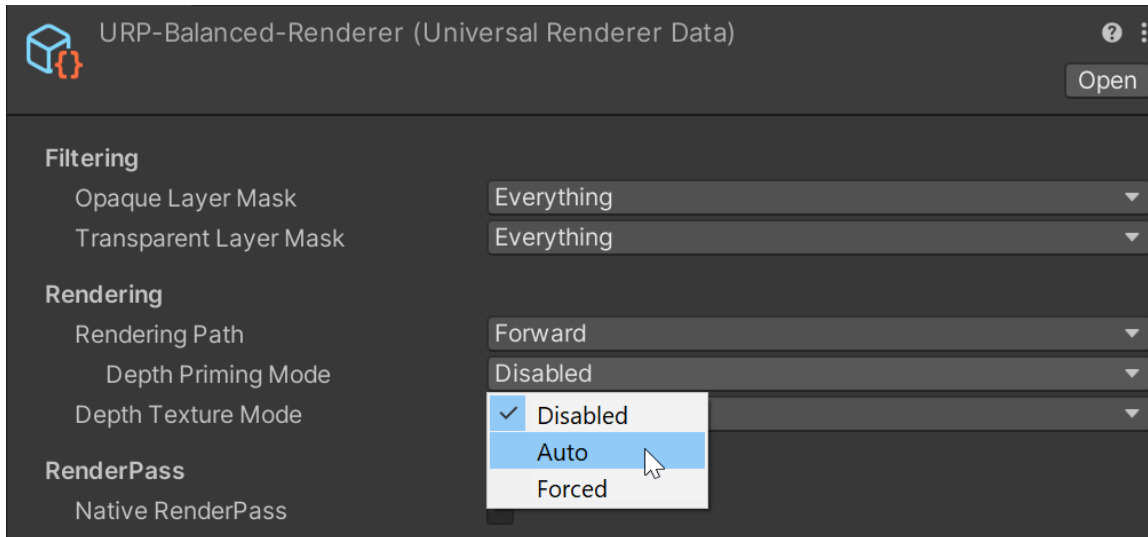 URP-Balanced-Renderer (Universal Renderer Data)
Open
Filtering
Opaque Layer Mask Everything
Transparent Layer Mask Everything
Rendering
Rendering Path Forward
Depth Priming Mode Disabled
Depth Texture Mode
Disabled
Auto
Forced
RenderPass
Native RenderPass